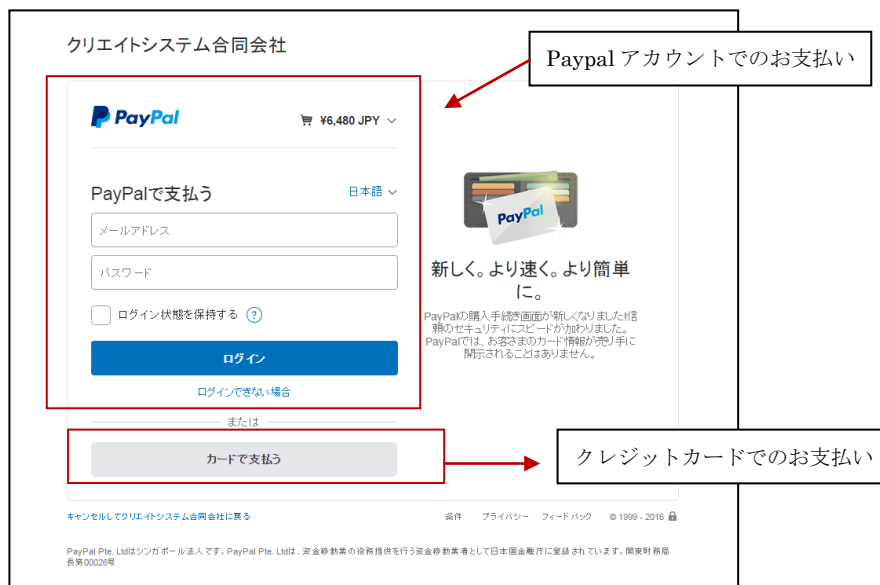 クリエイトシステム合同会社
Paypal アカウントでのお支払い
PayPal
¥6,480 JPY
PayPalで支払う
日本語
メールアドレス
パスワード
ログイン状態を保持する ?
ログイン
ログインできない場合
または
カードで支払う
PayPal
新しく。より速く。より簡単
に。
PayPalの購入手続き画面が新しくなりました!信
頼のセキュリティにスピードが加わりました。
PayPalでは、お客さまのカード情報が売り手に
開示されることはありません。
クレジットカードでのお支払い
キャンセルしてクリエイトシステム合同会社に戻る
条件 プライバシー フィードバック © 1999 - 2016
PayPal Pte. Ltdはシンガポール法人です。PayPal Pte. Ltdは、資金移動業の役務提供を行う資金移動業者として日本国金融庁に登録されています。関東財務局
長第00026号